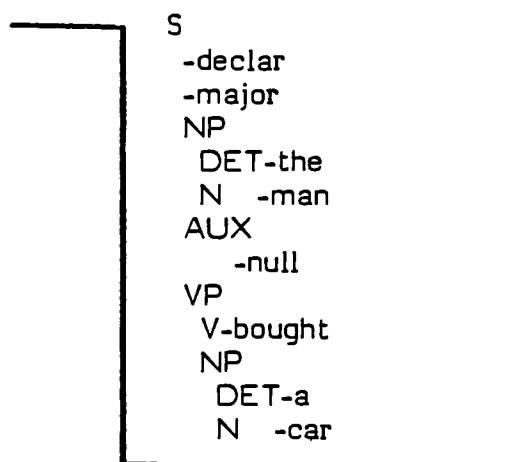 S
-declar
-major
NP
DET-the
N -man
AUX
-null
VP
V-bought
NP
DET-a
N -car